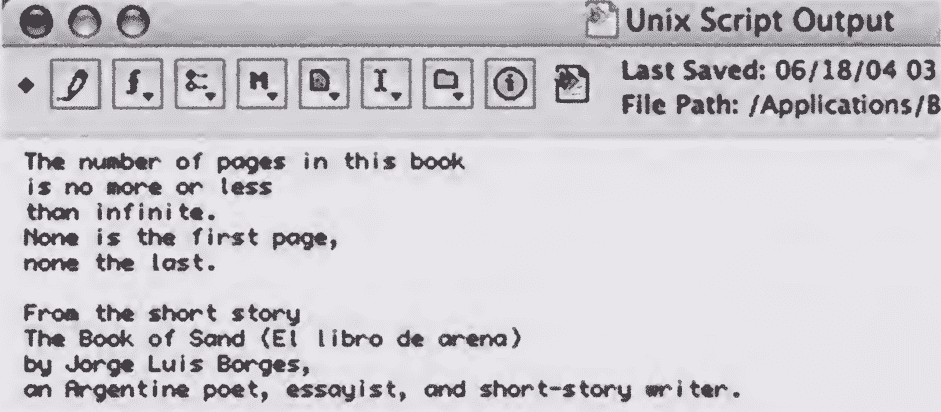 Unix Script Output
Last Saved: 06/18/04 03
File Path: /Applications/B
The number of pages in this book
is no more or less
than infinite.
None is the first page,
none the last.
From the short story
The Book of Sand (El libro de arena)
by Jorge Luis Borges,
an Argentine poet, essayist, and short-story writer.